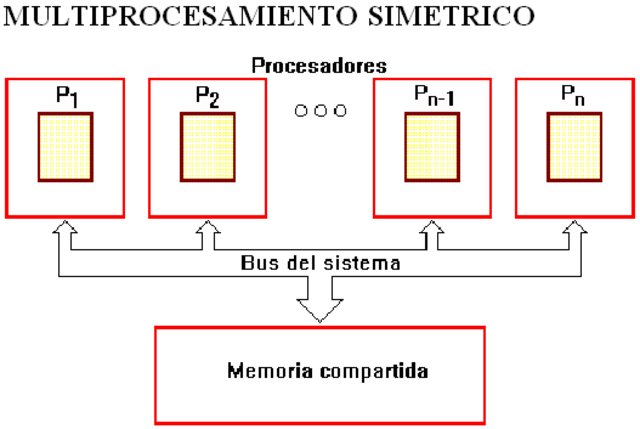 MULTIPROCESAMIENTO SIMETRICO
Procesadores
P1 P2 Pn-1 Pn
Bus del sistema
Memoria compartida